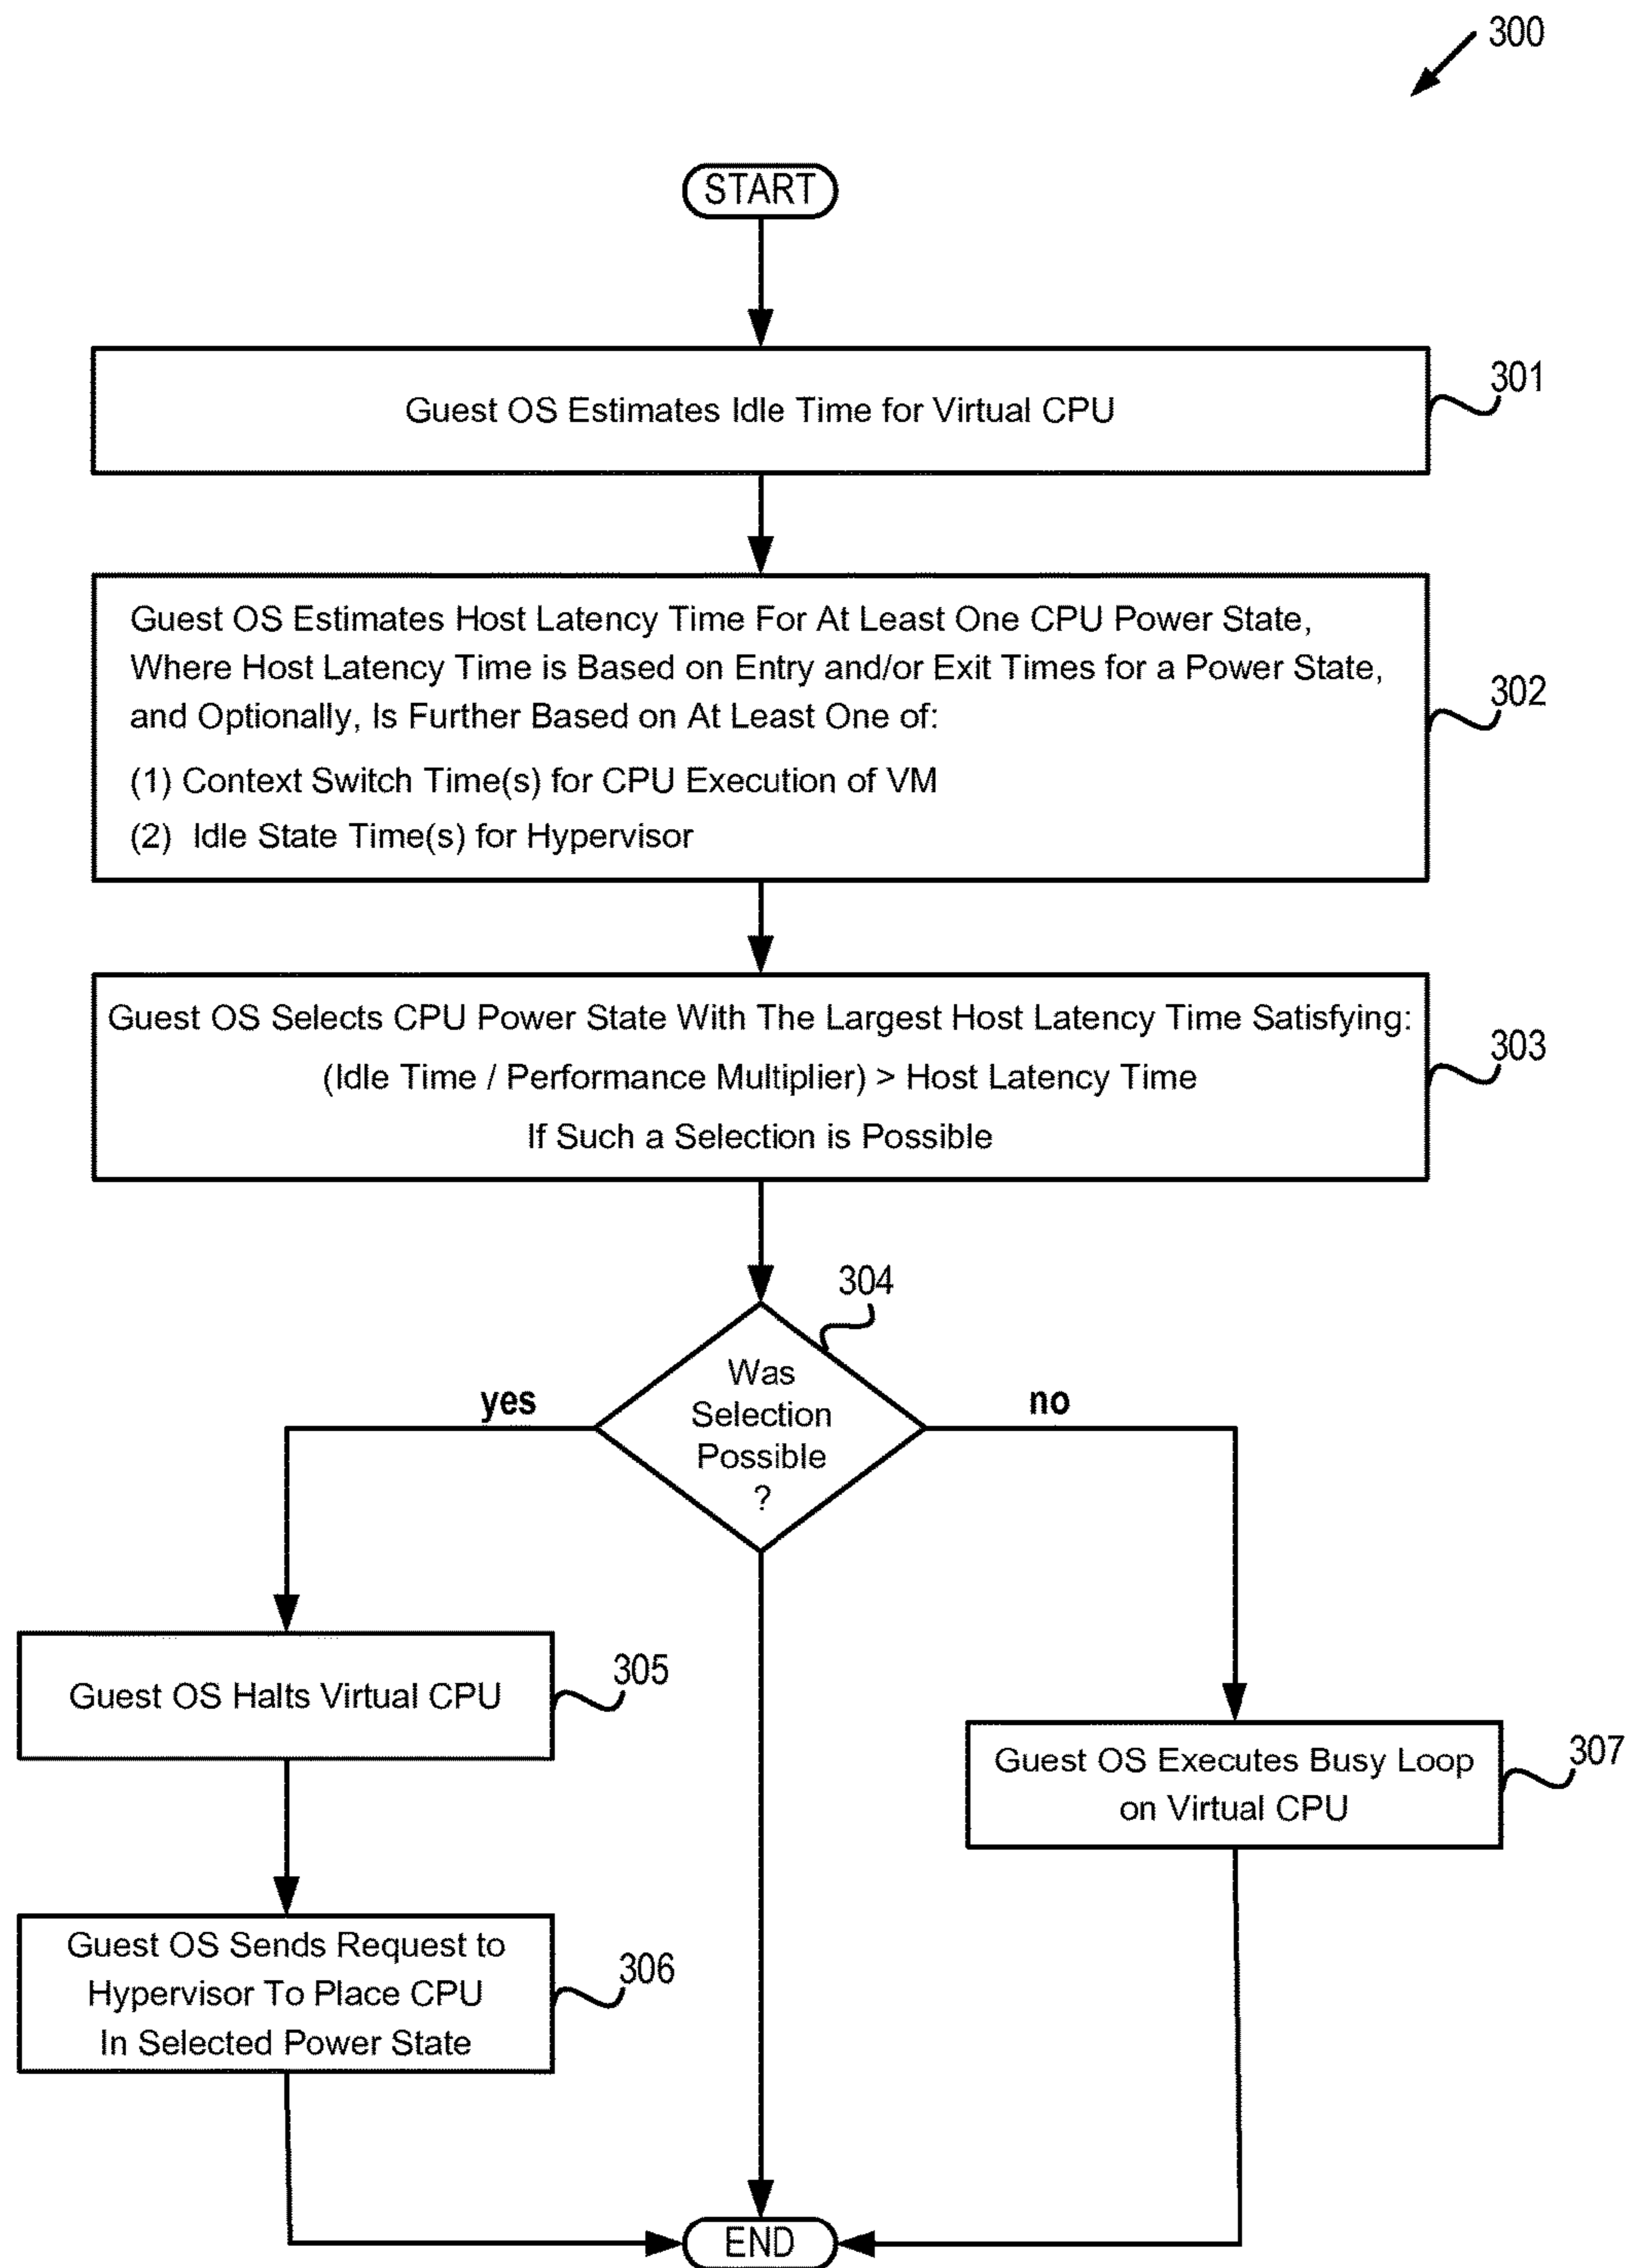 300
START
Guest OS Estimates Idle Time for Virtual CPU
301
Guest OS Estimates Host Latency Time For At Least One CPU Power State,
Where Host Latency Time is Based on Entry and/or Exit Times for a Power State,
and Optionally, Is Further Based on At Least One of:
(1) Context Switch Time(s) for CPU Execution of VM
(2) Idle State Time(s) for Hypervisor
302
Guest OS Selects CPU Power State With The Largest Host Latency Time Satisfying:
(Idle Time / Performance Multiplier) > Host Latency Time
If Such a Selection is Possible
303
304
Was
Selection
Possible
?
yes
no
Guest OS Halts Virtual CPU
305
Guest OS Executes Busy Loop
on Virtual CPU
307
Guest OS Sends Request to
Hypervisor To Place CPU
In Selected Power State
306
END